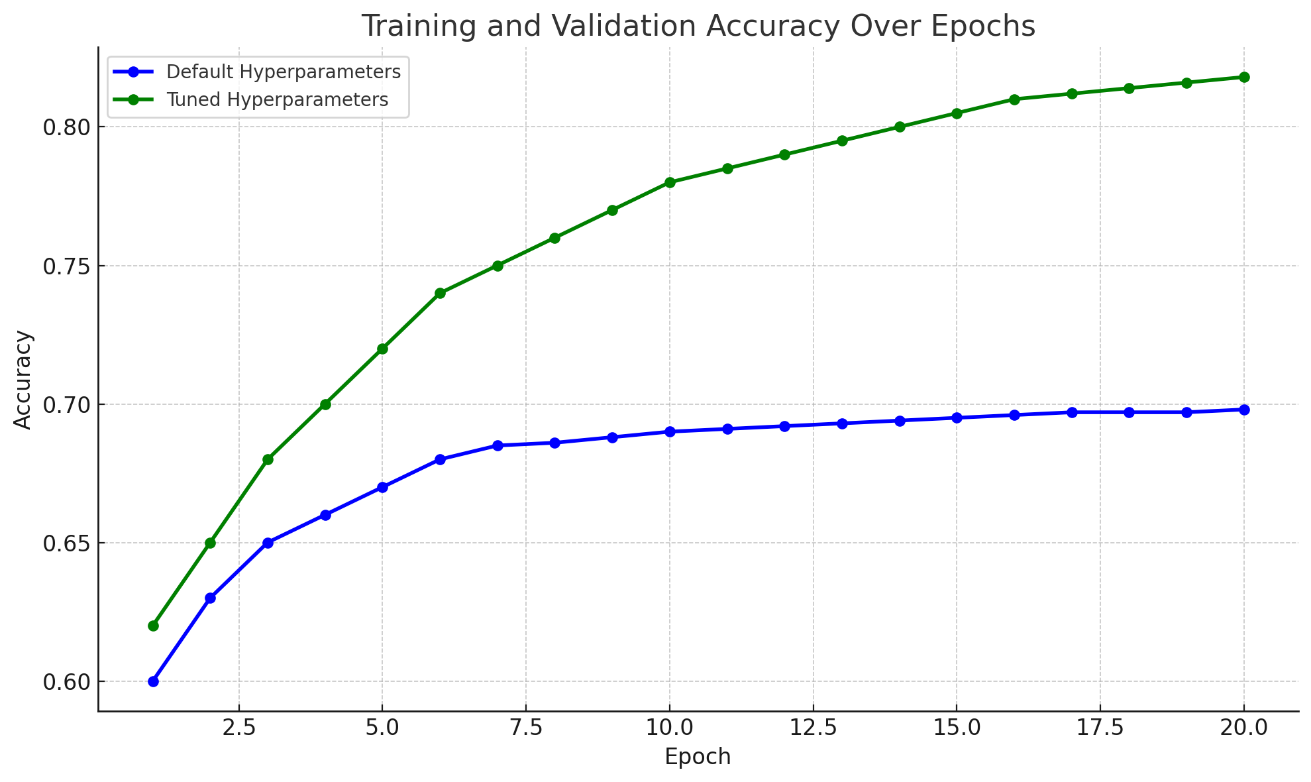 Training and Validation Accuracy Over Epochs
Default Hyperparameters
Tuned Hyperparameters
0.80
0.75
0.70
0.65
0.60
Accuracy
2.5 5.0 7.5 10.0 12.5 15.0 17.5 20.0
Epoch